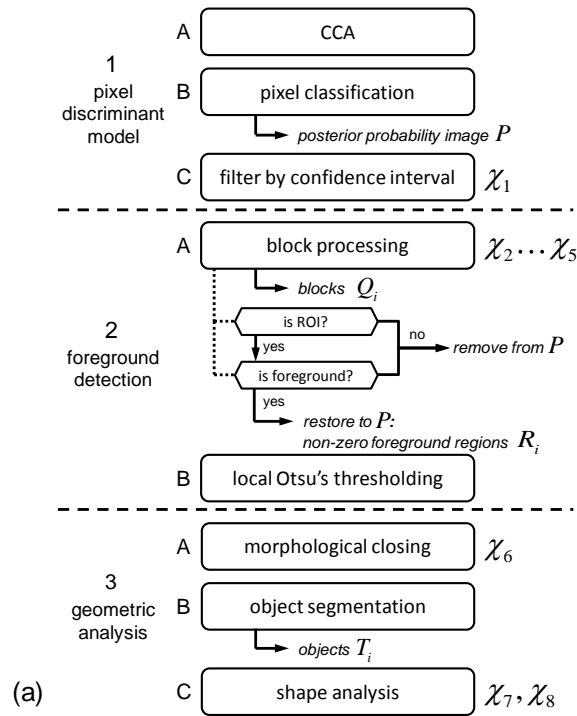 A CCA
1
pixel
discriminant
model
B pixel classification
posterior probability image P
C filter by confidence interval χ₁
A block processing χ₂…χ₅
blocks Qᵢ
is ROI?
no
yes
remove from P
2
foreground
detection
is foreground?
yes
restore to P:
non-zero foreground regions Rᵢ
B local Otsu's thresholding
A morphological closing χ₆
3
geometric
analysis
B object segmentation
objects Tᵢ
(a)
C shape analysis χ₇, χ₈